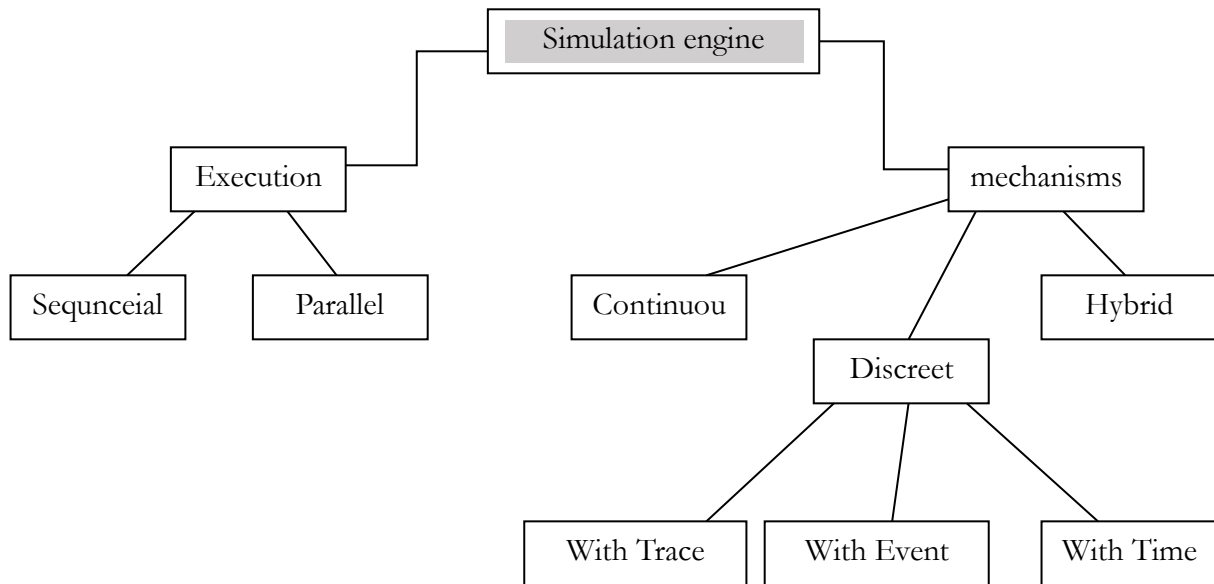 Simulation engine
Execution
mechanisms
Sequnceial
Parallel
Continuou
Hybrid
Discreet
With Trace
With Event
With Time